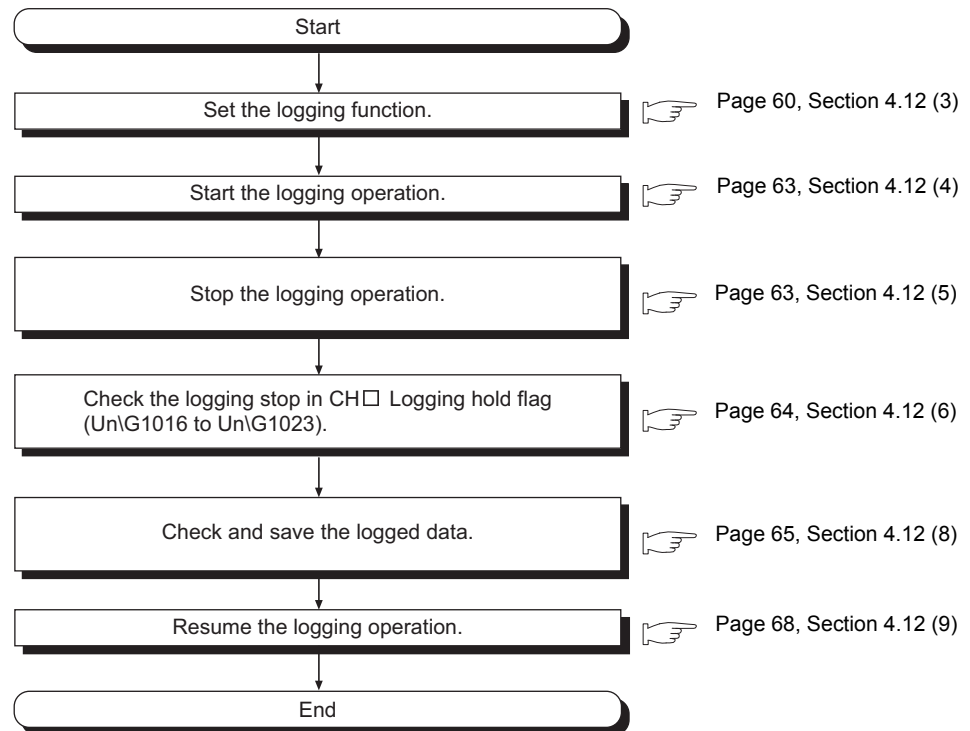 Start
Set the logging function.
Page 60, Section 4.12 (3)
Start the logging operation.
Page 63, Section 4.12 (4)
Stop the logging operation.
Page 63, Section 4.12 (5)
Check the logging stop in CH□ Logging hold flag
(Un\G1016 to Un\G1023).
Page 64, Section 4.12 (6)
Check and save the logged data.
Page 65, Section 4.12 (8)
Resume the logging operation.
Page 68, Section 4.12 (9)
End